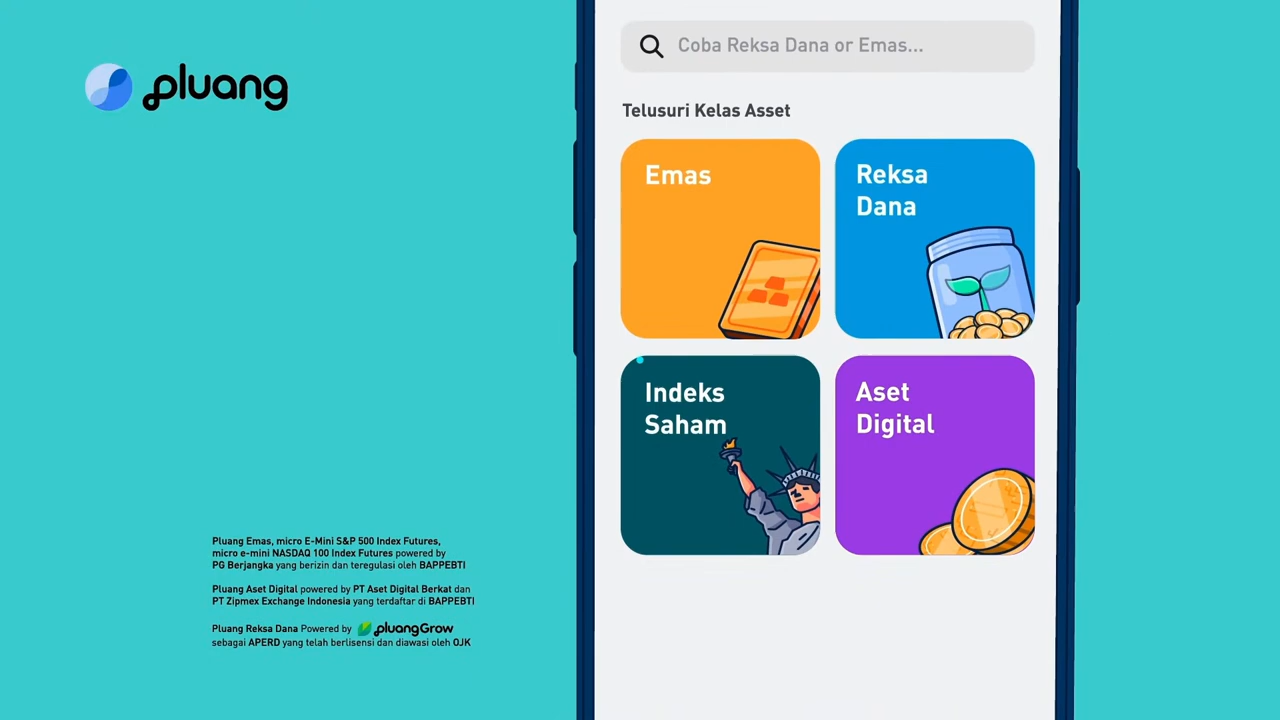 pluang
Coba Reksa Dana or Emas...
Telusuri Kelas Asset
Emas
Reksa
Dana
Indeks
Saham
Aset
Digital
Pluang Emas, micro E-Mini S&P 500 Index Futures,
micro e-mini NASDAQ 100 Index Futures powered by
PG Berjangka yang berizin dan teregulasi oleh BAPPEBTI
Pluang Aset Digital powered by PT Aset Digital Berkat dan
PT Zipmex Exchange Indonesia yang terdaftar di BAPPEBTI
Pluang Reksa Dana Powered by pluangGrow
sebagai APERD yang telah berlisensi dan diawasi oleh OJK